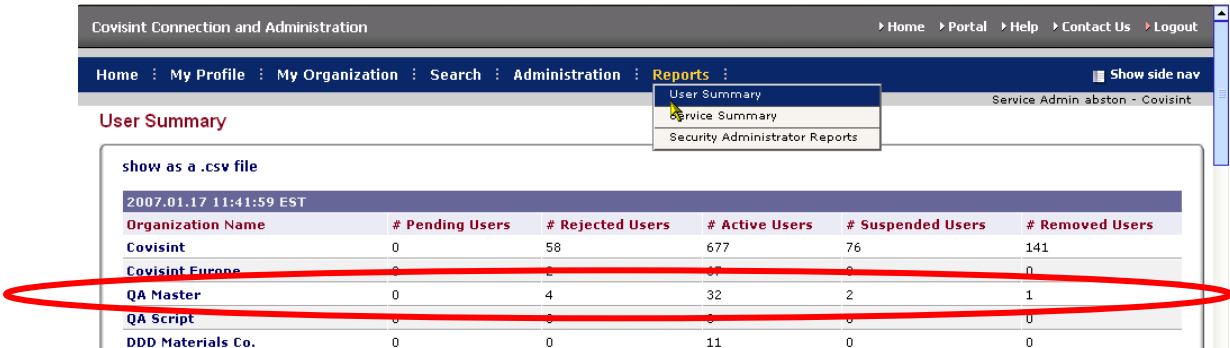 Covisint Connection and Administration Home Portal Help Contact Us Logout
Home My Profile My Organization Search Administration Reports Show side nav
User Summary
Service Admin abston - Covisint
User Summary
Service Summary
Security Administrator Reports
show as a .csv file
2007.01.17 11:41:59 EST
Organization Name # Pending Users # Rejected Users # Active Users # Suspended Users # Removed Users
Covisint 0 58 677 76 141
Covisint Europe
QA Master 0 4 32 2 1
QA Script
DDD Materials Co. 0 0 11 0 0